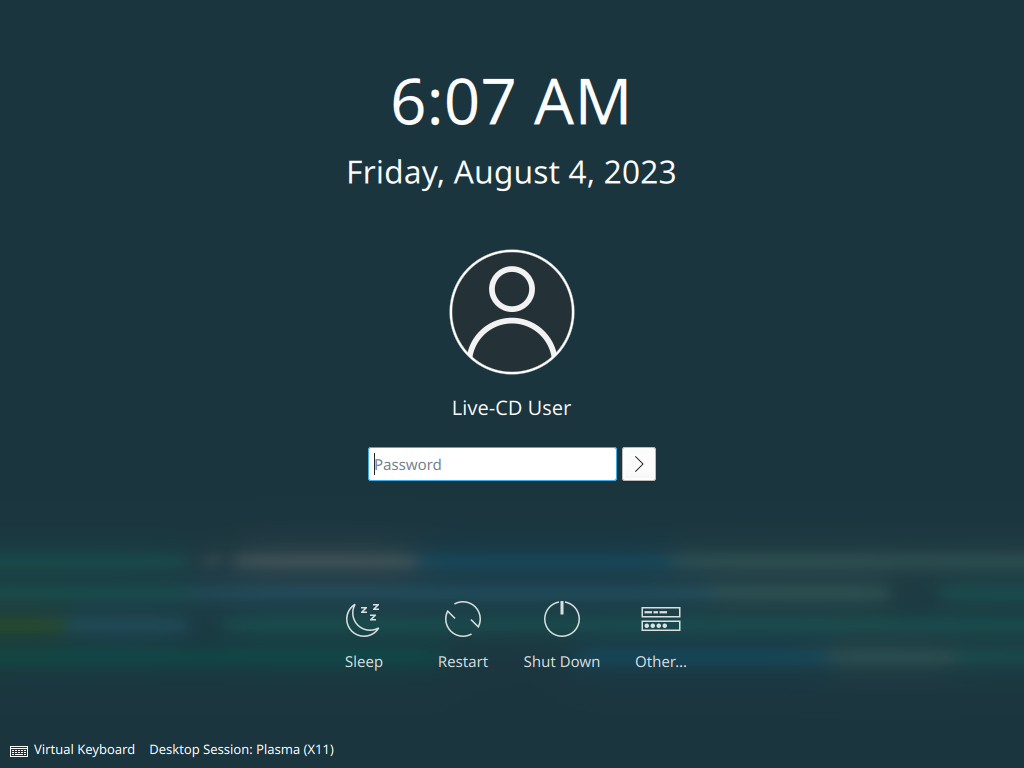 6:07 AM
Friday, August 4, 2023
Live-CD User
Password
Sleep
Restart
Shut Down
Other...
Virtual Keyboard
Desktop Session: Plasma (X11)